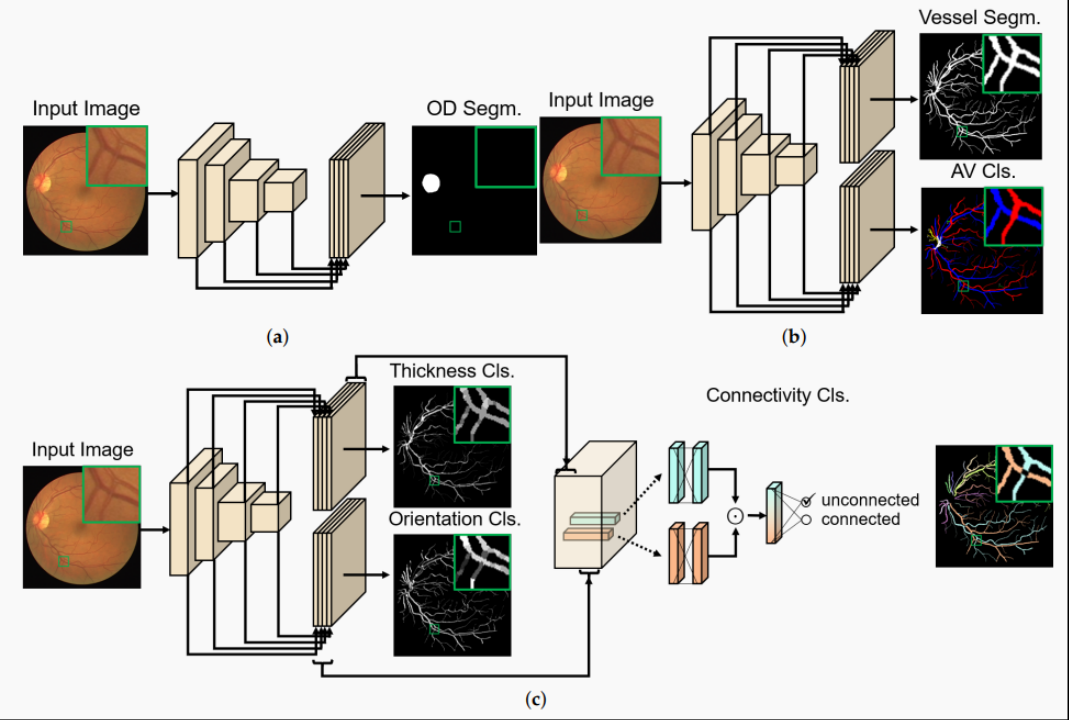 Input Image
OD Segm.
(a)
Input Image
Vessel Segm.
AV Cls.
(b)
Input Image
Thickness Cls.
Orientation Cls.
Connectivity Cls.
unconnected
connected
(c)